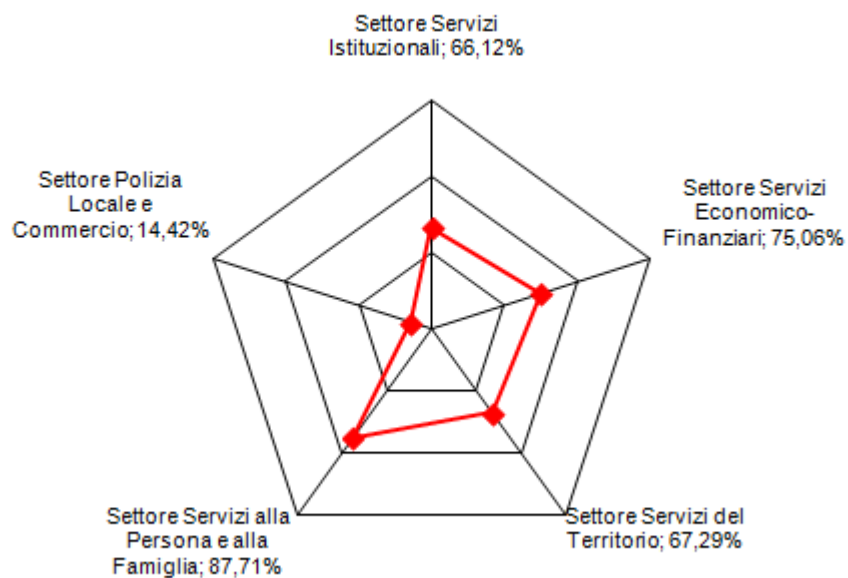 Settore Servizi
Istituzionali; 66,12%
Settore Servizi
Economico-
Finanziari; 75,06%
Settore Servizi del
Territorio; 67,29%
Settore Servizi alla
Persona e alla
Famiglia; 87,71%
Settore Polizia
Locale e
Commercio; 14,42%